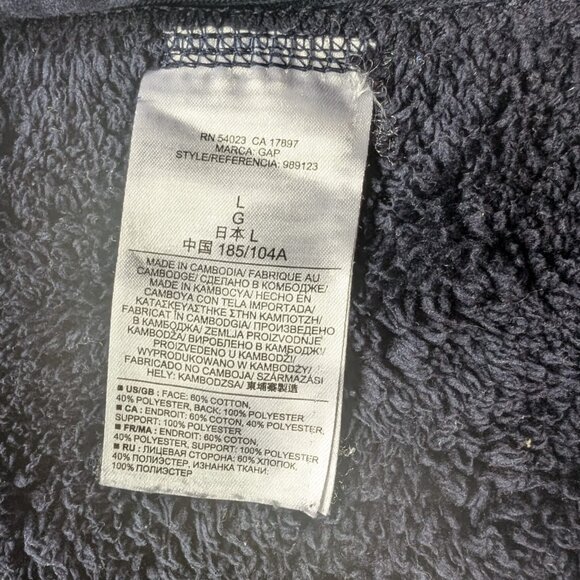 RN 54023 CA 17897
MARCA: GAP
STYLE/REFERENCIA: 989123
L
G
日本 L
中国 185/104A
MADE IN CAMBODIA/ FABRIQUE AU
CAMBODGE/ СДЕЛАНО В КОМБОДЖЕ/
MADE IN KAMBOCYA/ HECHO EN
CAMBOYA CON TELA IMPORTADA/
ΚΑΤΑΣΚΕΥΑΣΤΗΚΕ ΣΤΗΝ ΚΑΜΠΟΤΖΗ/
FABRICAT ÎN CAMBODGIA/ ПРОИЗВЕДЕНО
В КАМБОДЖА/ ZEMLJA PROIZVODNJE
KAMBODŽA/ ВИРОБЛЕНО В КАМБОДЖІ/
PROIZVEDENO U KAMBODŽI/
WYPRODUKOWANO W KAMBODŻY/
FABRICADO NO CAMBOJA/ SZÁRMAZÁSI
HELY: KAMBODZSA/ 東埔寨製造
■ US/GB : FACE: 60% COTTON,
40% POLYESTER, BACK: 100% POLYESTER
■ CA : ENDROIT: 60% COTON, 40% POLYESTER,
SUPPORT: 100% POLYESTER
■ FR/MA : ENDROIT: 60% COTON,
40% POLYESTER, SUPPORT: 100% POLYESTER
■ RU : ЛИЦЕВАЯ СТОРОНА: 60% ХЛОПОК,
40% ПОЛИЭСТЕР, ИЗНАНКА ТКАНИ:
100% ПОЛИЭСТЕР